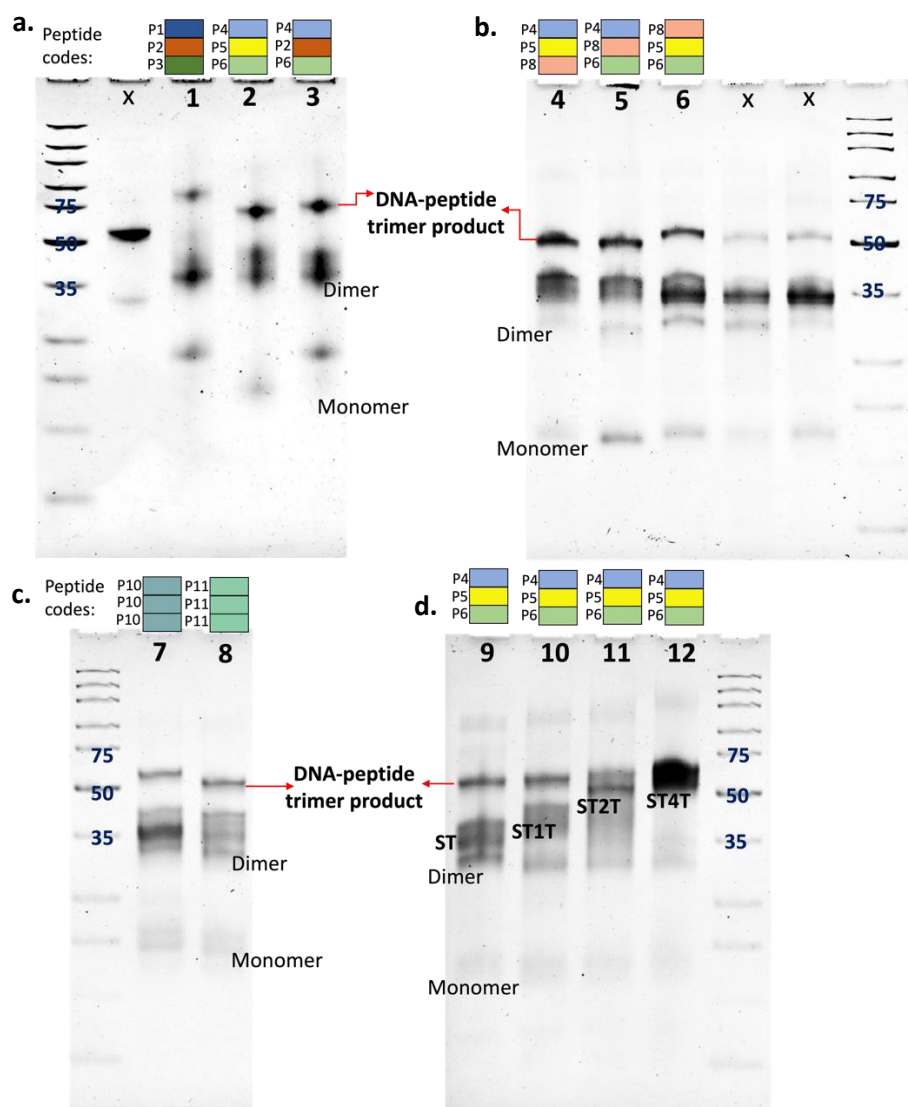 a.
Peptide codes:
P1 P4 P4
P2 P5 P2
P3 P6 P6
X 1 2 3
75
50
35
DNA-peptide trimer product
Dimer
Monomer
b.
P4 P4 P8
P5 P8 P5
P8 P6 P6
4 5 6 X X
75
50
35
Dimer
Monomer
c.
Peptide codes:
P10 P11
P10 P11
P10 P11
7 8
75
50
35
DNA-peptide trimer product
Dimer
Monomer
d.
P4 P4 P4 P4
P5 P5 P5 P5
P6 P6 P6 P6
9 10 11 12
75
50
35
ST ST1T ST2T ST4T
Dimer
Monomer